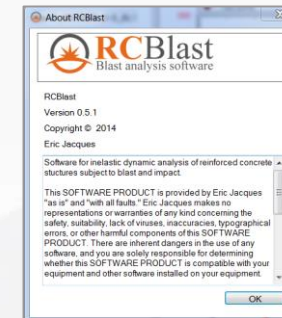 About RCBlast
RCBlast
Blast analysis software
RCBlast
Version 0.5.1
Copyright © 2014
Eric Jacques
Software for inelastic dynamic analysis of reinforced concrete
stuctures subject to blast and impact.
This SOFTWARE PRODUCT is provided by Eric Jacques
"as is" and "with all faults." Eric Jacques makes no
representations or warranties of any kind concerning the
safety, suitability, lack of viruses, inaccuracies, typographical
errors, or other harmful components of this SOFTWARE
PRODUCT. There are inherent dangers in the use of any
software, and you are solely responsible for determining
whether this SOFTWARE PRODUCT is compatible with your
equipment and other software installed on your equipment.
OK